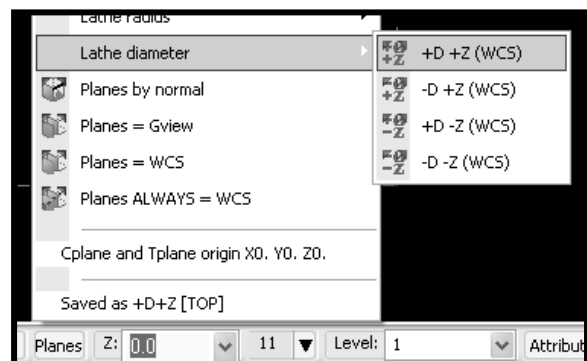 Lathe radius
Lathe diameter
+D +Z (WCS)
Planes by normal
-D +Z (WCS)
Planes = Gview
+D -Z (WCS)
Planes = WCS
-D -Z (WCS)
Planes ALWAYS = WCS
Cplane and Tplane origin X0. Y0. Z0.
Saved as +D+Z [TOP]
Planes Z: 0.0 11 Level: 1 Attribut